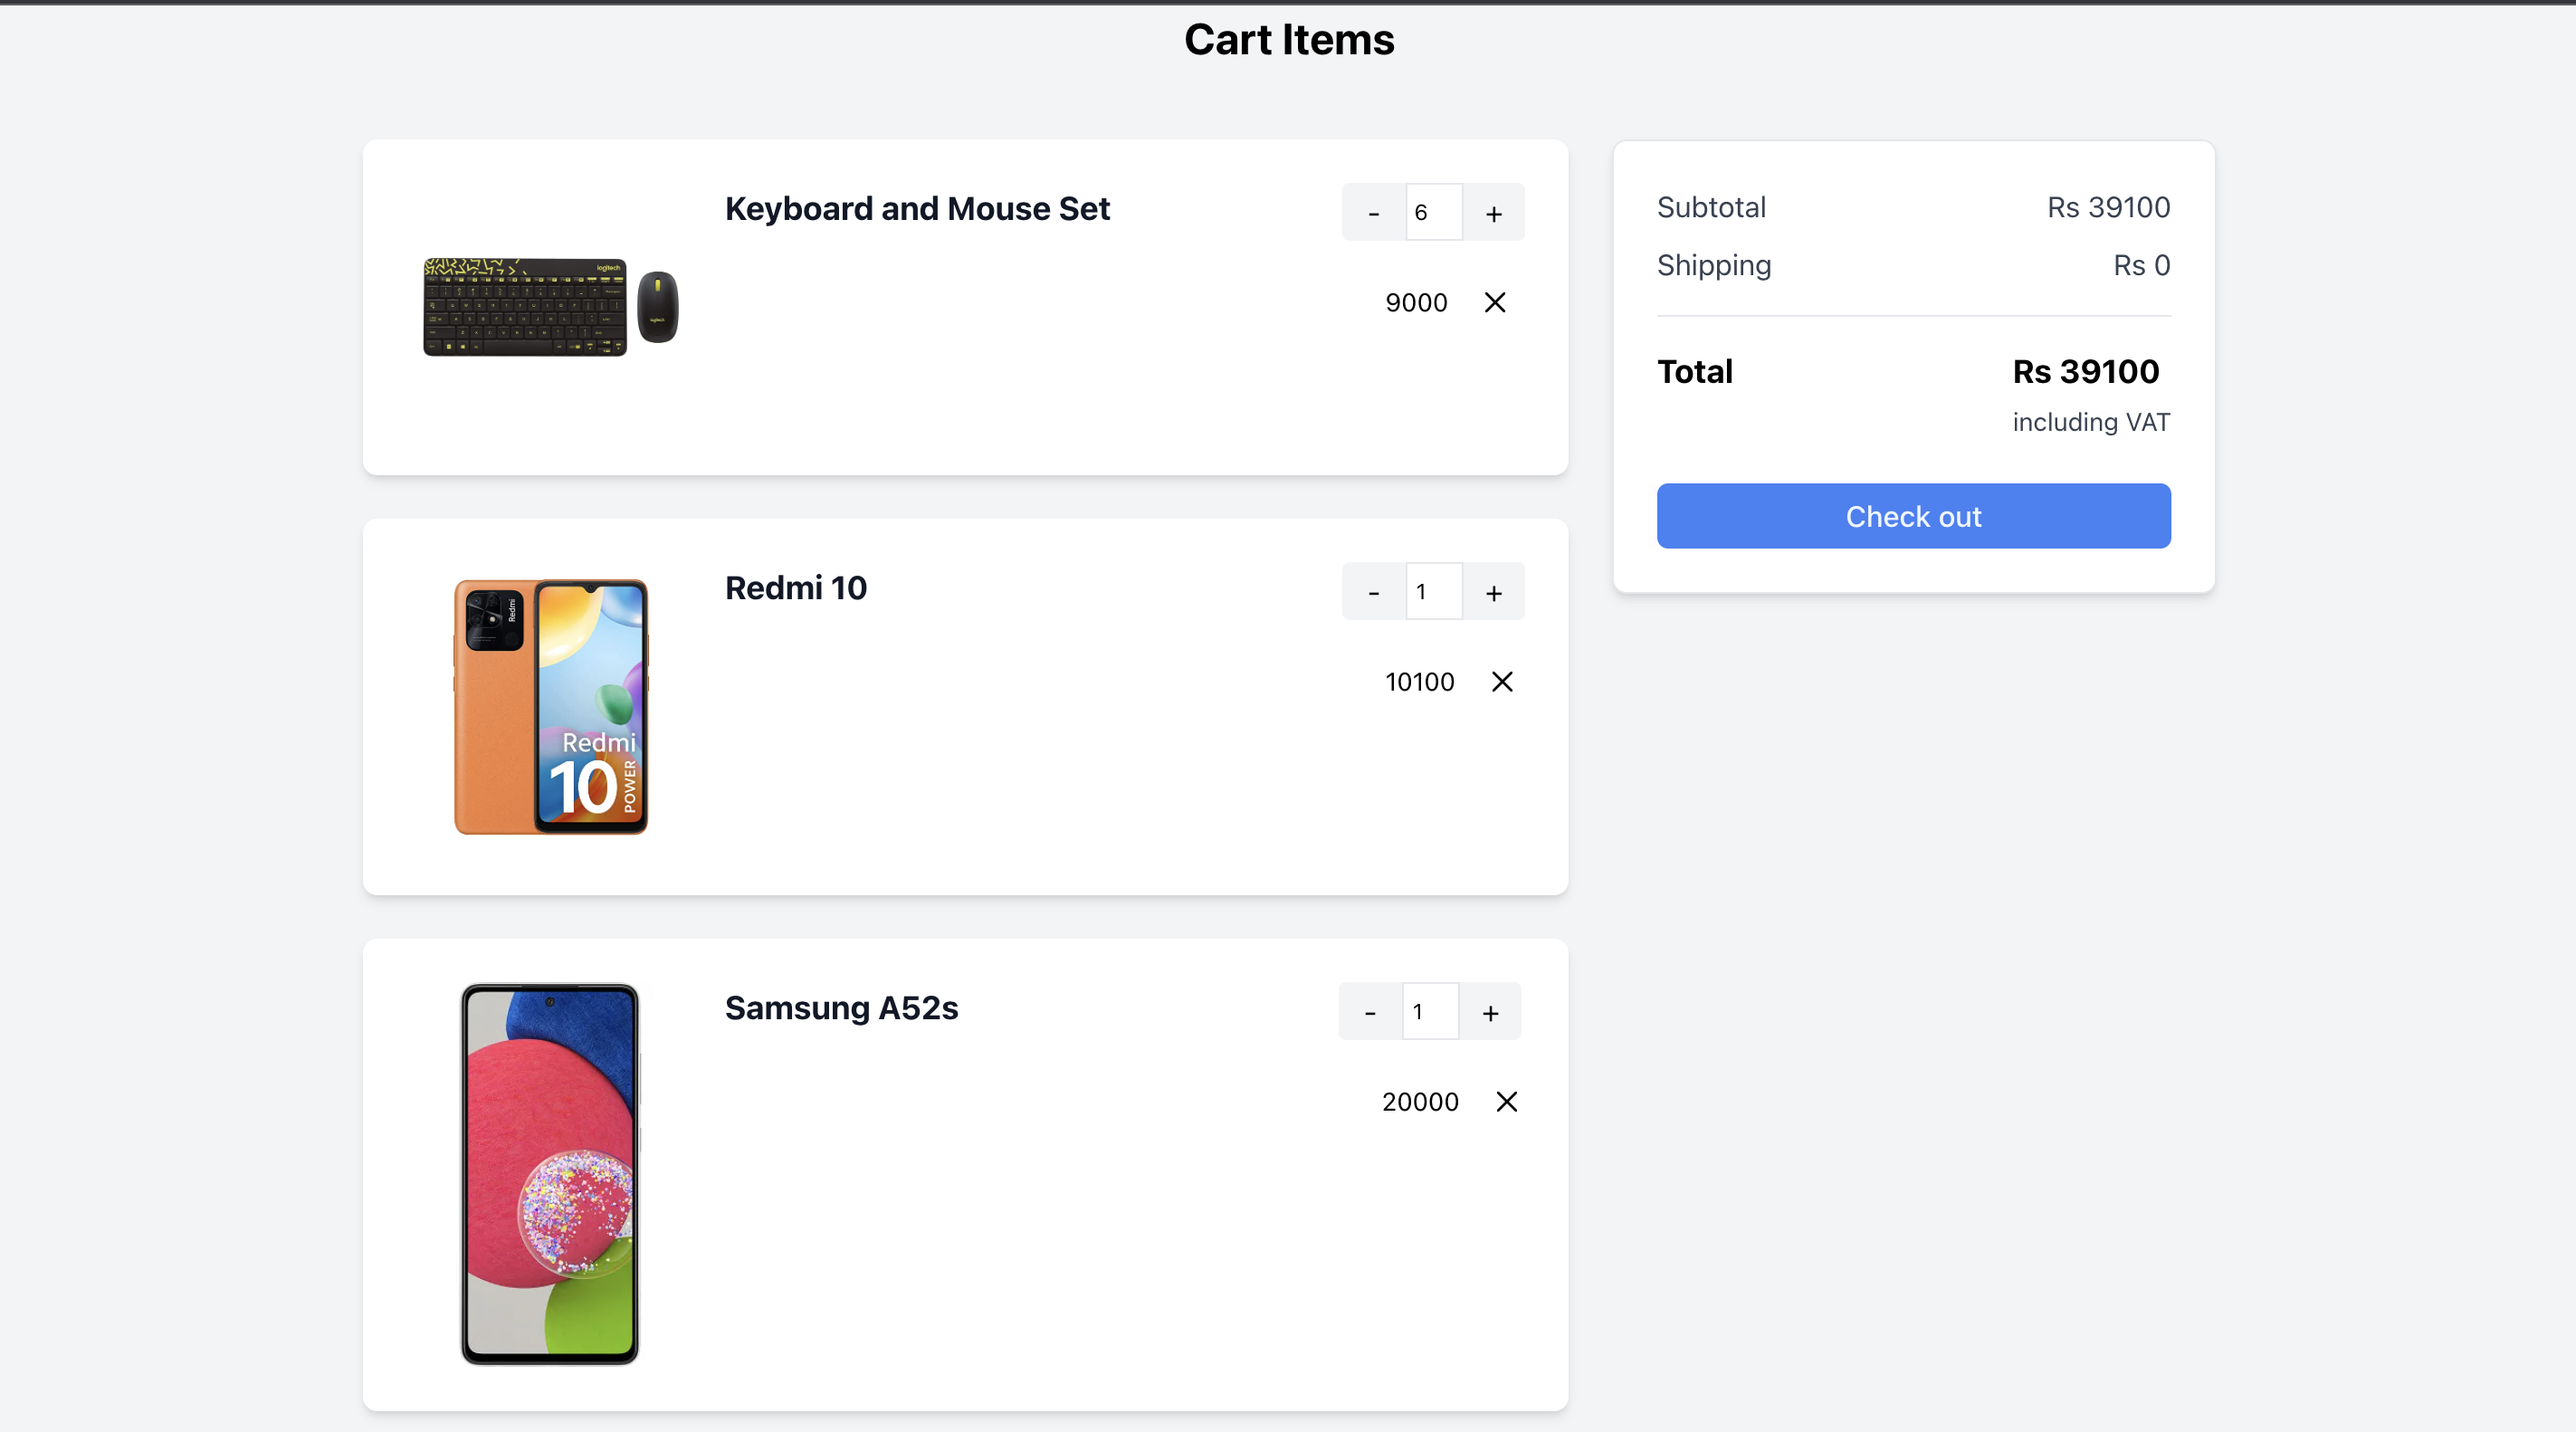 Cart Items
Keyboard and Mouse Set
- 6 +
9000
logitech
logitech
Redmi 10
- 1 +
10100
Redmi
Redmi
10
POWER
Samsung A52s
- 1 +
20000
Subtotal Rs 39100
Shipping Rs 0
Total Rs 39100
including VAT
Check out